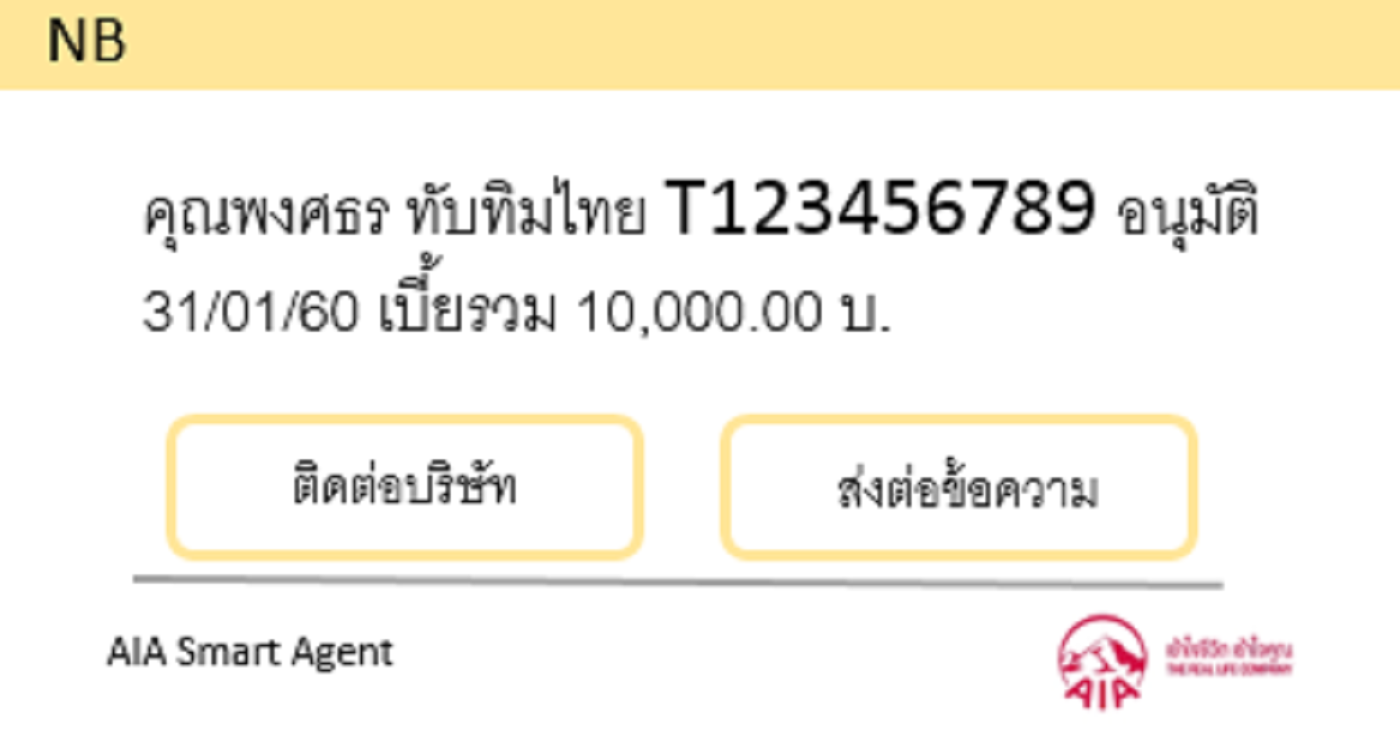 NB
คุณพงศธร ทับทิมไทย T123456789 อนุมัติ
31/01/60 เบี้ยรวม 10,000.00 บ.
ติดต่อบริษัท
ส่งต่อข้อความ
AIA Smart Agent
เข้าใจชีวิต เข้าใจคุณ
THE REAL LIFE COMPANY
AIA